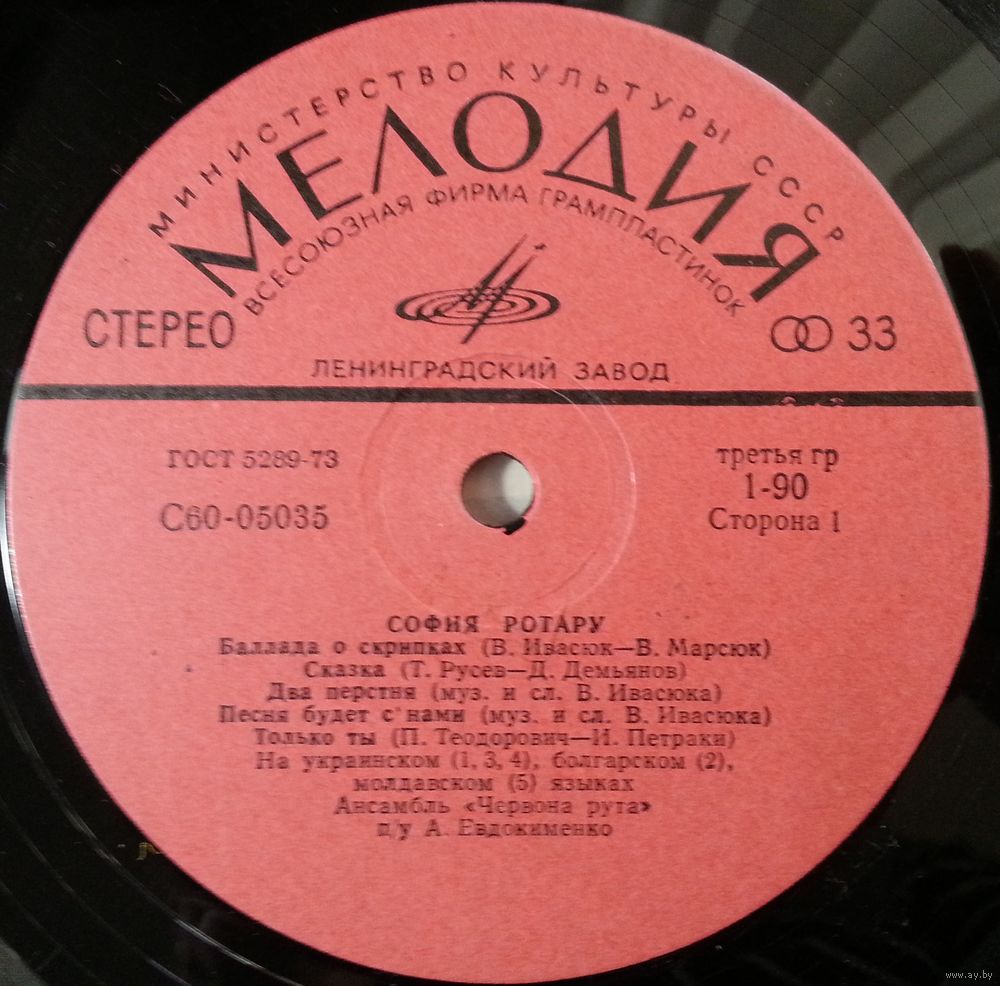 МИНИСТЕРСТВО КУЛЬТУРЫ СССР
МЕЛОДИЯ
ВСЕСОЮЗНАЯ ФИРМА ГРАМПЛАСТИНОК
СТЕРЕО
33
ЛЕНИНГРАДСКИЙ ЗАВОД
ГОСТ 5289-73
третья гр
1-90
С60-05035
Сторона 1
СОФИЯ РОТАРУ
Баллада о скрипках (В. Ивасюк—В. Марсюк)
Сказка (Т. Русев—Д. Демьянов)
Два перстня (муз. и сл. В. Ивасюка)
Песня будет с нами (муз. и сл. В. Ивасюка)
Только ты (П. Теодорович—И. Петраки)
На украинском (1, 3, 4), болгарском (2),
молдавском (5) языках
Ансамбль «Червона рута»
п/у А. Евдокименко
www.ay.by